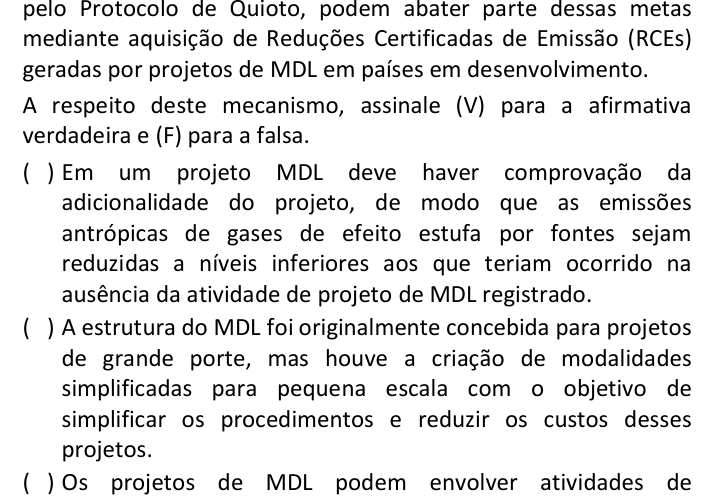 pelo Protocolo de Quioto, podem abater parte dessas metas
mediante aquisição de Reduções Certificadas de Emissão (RCEs)
geradas por projetos de MDL em países em desenvolvimento.
A respeito deste mecanismo, assinale (V) para a afirmativa
verdadeira e (F) para a falsa.
( ) Em um projeto MDL deve haver comprovação da
adicionalidade do projeto, de modo que as emissões
antrópicas de gases de efeito estufa por fontes sejam
reduzidas a níveis inferiores aos que teriam ocorrido na
ausência da atividade de projeto de MDL registrado.
( ) A estrutura do MDL foi originalmente concebida para projetos
de grande porte, mas houve a criação de modalidades
simplificadas para pequena escala com o objetivo de
simplificar os procedimentos e reduzir os custos desses
projetos.
( ) Os projetos de MDL podem envolver atividades de